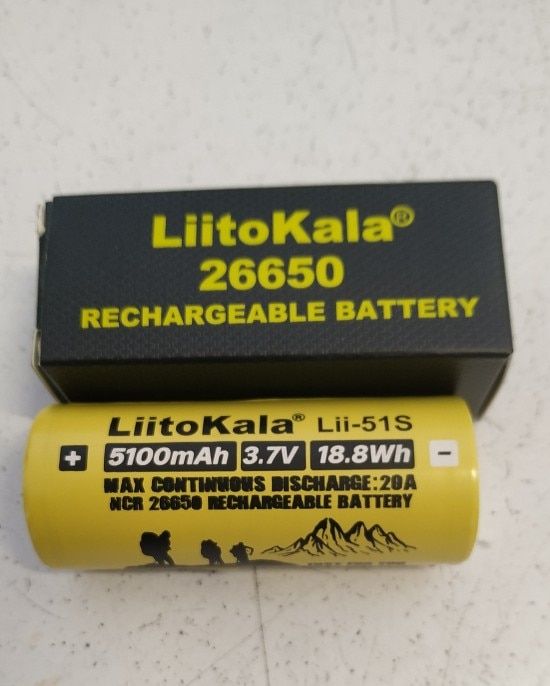 LiitoKala®
26650
RECHARGEABLE BATTERY
LiitoKala® Lii-51S
+ 5100mAh 3.7V 18.8Wh -
MAX CONTINUOUS DISCHARGE:20A
NCR 26650 RECHARGEABLE BATTERY